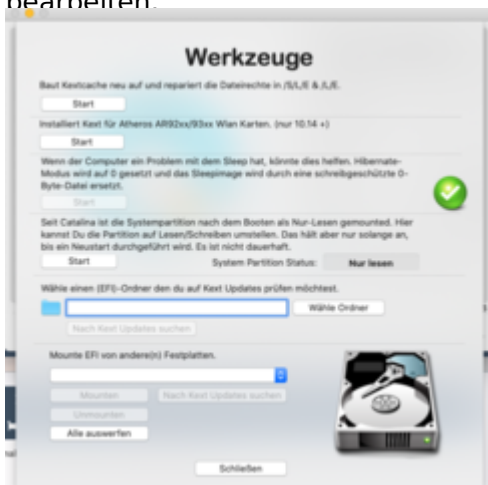 bearbeiten.
Werkzeuge
Baut Kextcache neu auf und repariert die Dateirechte in /S/L/E & /L/E.
Start
Installiert Kext für Atheros AR92xx/93xx Wlan Karten. (nur 10.14 +)
Start
Wenn der Computer ein Problem mit dem Sleep hat, könnte dies helfen. Hibernate-
Modus wird auf 0 gesetzt und das Sleepimage wird durch eine schreibgeschützte 0-
Byte-Datei ersetzt.
Start
Seit Catalina ist die Systempartition nach dem Booten als Nur-Lesen gemounted. Hier
kannst Du die Partition auf Lesen/Schreiben umstellen. Das hält aber nur solange an,
bis ein Neustart durchgeführt wird. Es ist nicht dauerhaft.
Start System Partition Status: Nur lesen
Wähle einen (EFI)-Ordner den du auf Kext Updates prüfen möchtest.
Wähle Ordner
Nach Kext Updates suchen
Mounte EFI von andere(n) Festplatten.
Mounten Nach Kext Updates suchen
Unmounten
Alle auswerfen
Schließen